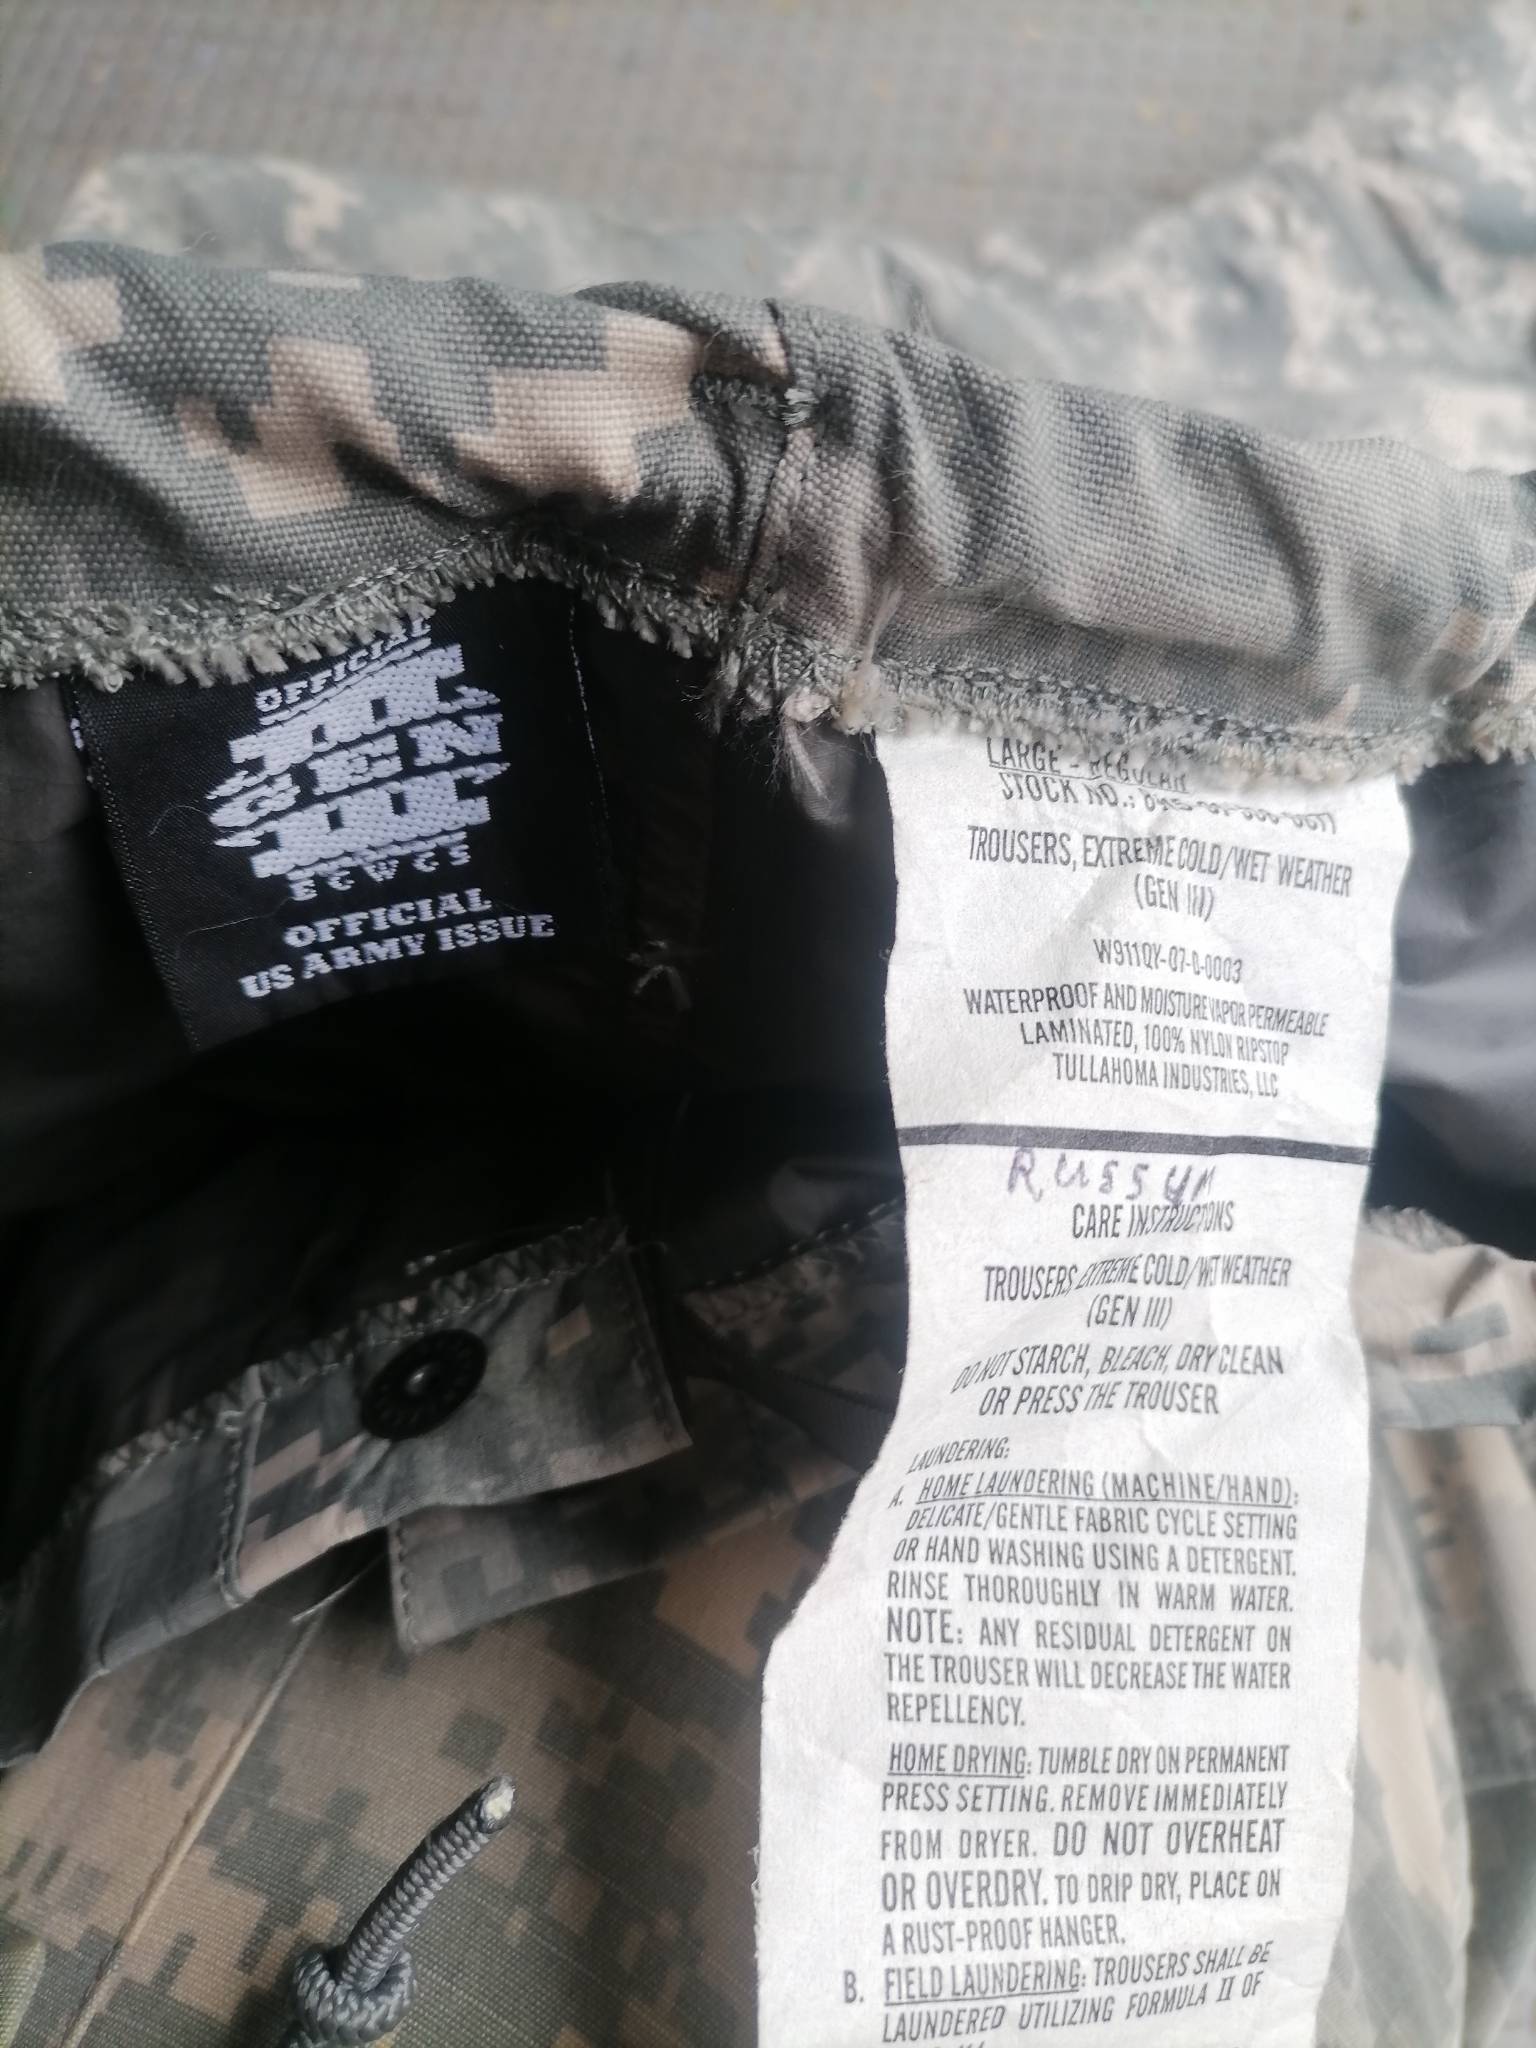 OFFICIAL
GEN
III
ECWCS
OFFICIAL
US ARMY ISSUE
LARGE - REGULAR
STOCK NO.:
TROUSERS, EXTREME COLD/WET WEATHER
(GEN III)
W911QY-07-D-0003
WATERPROOF AND MOISTURE VAPOR PERMEABLE
LAMINATED, 100% NYLON RIPSTOP
TULLAHOMA INDUSTRIES, LLC
CARE INSTRUCTIONS
TROUSERS, EXTREME COLD/WET WEATHER
(GEN III)
DO NOT STARCH, BLEACH, DRY CLEAN
OR PRESS THE TROUSER
LAUNDERING:
A. HOME LAUNDERING (MACHINE/HAND):
DELICATE/GENTLE FABRIC CYCLE SETTING
OR HAND WASHING USING A DETERGENT.
RINSE THOROUGHLY IN WARM WATER.
NOTE: ANY RESIDUAL DETERGENT ON
THE TROUSER WILL DECREASE THE WATER
REPELLENCY.
HOME DRYING: TUMBLE DRY ON PERMANENT
PRESS SETTING. REMOVE IMMEDIATELY
FROM DRYER. DO NOT OVERHEAT
OR OVERDRY. TO DRIP DRY, PLACE ON
A RUST-PROOF HANGER.
B. FIELD LAUNDERING: TROUSERS SHALL BE
LAUNDERED UTILIZING FORMULA II OF